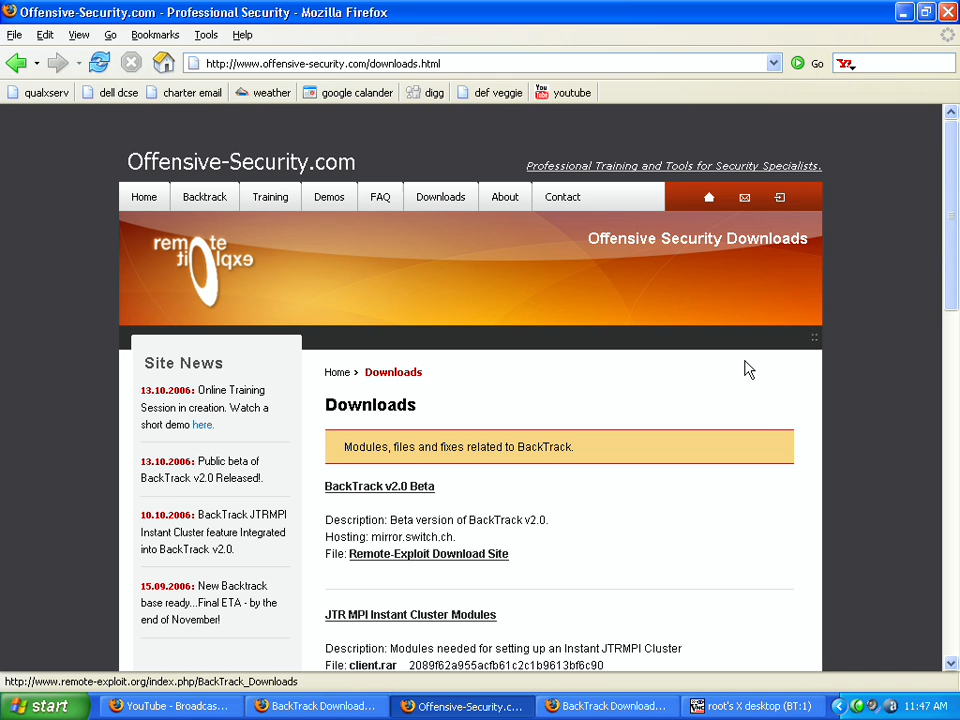 Offensive-Security.com - Professional Security - Mozilla Firefox
File Edit View Go Bookmarks Tools Help
http://www.offensive-security.com/downloads.html Go
qualxserv dell dcse charter email weather google calander digg def veggie You Tube youtube
Offensive-Security.com
Professional Training and Tools for Security Specialists.
Home Backtrack Training Demos FAQ Downloads About Contact
remote exploit
Offensive Security Downloads
Site News
13.10.2006: Online Training
Session in creation. Watch a
short demo here.
13.10.2006: Public beta of
BackTrack v2.0 Released!.
10.10.2006: BackTrack JTRMPI
Instant Cluster feature Integrated
into BackTrack v2.0.
15.09.2006: New Backtrack
base ready...Final ETA - by the
end of November!
Home > Downloads
Downloads
Modules, files and fixes related to BackTrack.
BackTrack v2.0 Beta
Description: Beta version of BackTrack v2.0.
Hosting: mirror.switch.ch.
File: Remote-Exploit Download Site
JTR MPI Instant Cluster Modules
Description: Modules needed for setting up an Instant JTRMPI Cluster
File: client.rar 2089f62a955acfb61c2c1b9613bf6c90
http://www.remote-exploit.org/index.php/BackTrack_Downloads
start YouTube - Broadcas... BackTrack Download... Offensive-Security.c... BackTrack Download... root's X desktop (BT:1) 11:47 AM